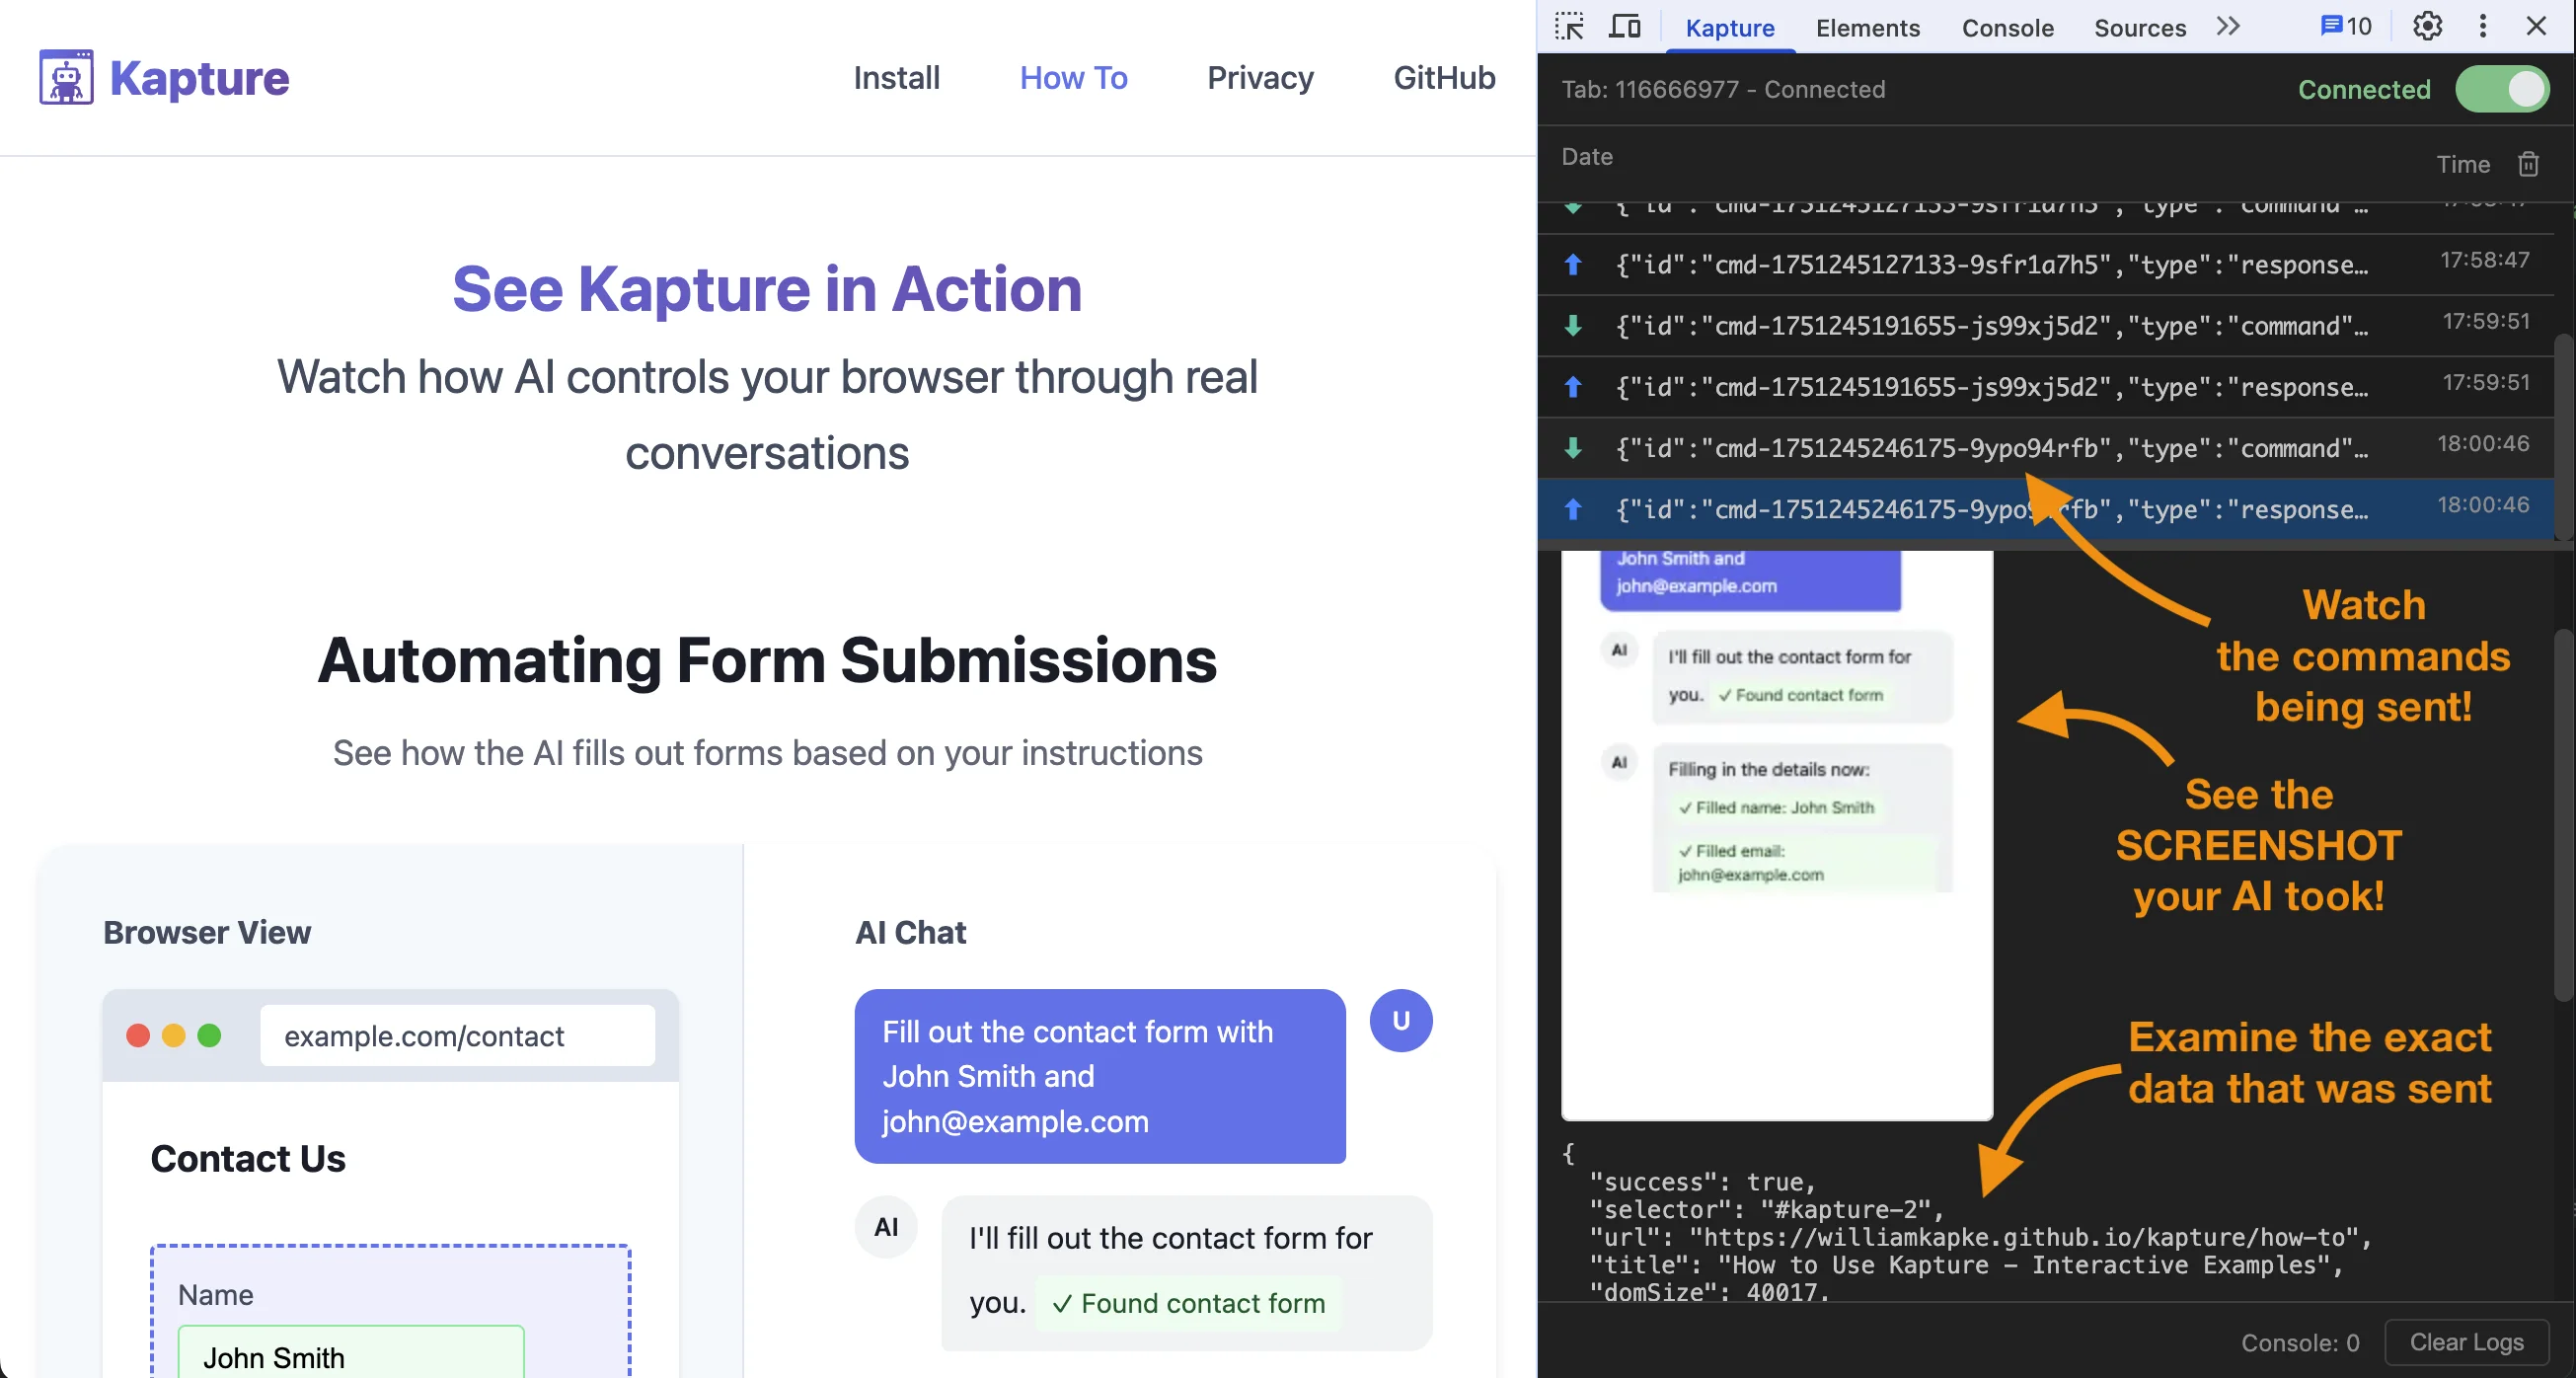 Kapture
Install
How To
Privacy
GitHub
See Kapture in Action
Watch how AI controls your browser through real
conversations
Automating Form Submissions
See how the AI fills out forms based on your instructions
Browser View
example.com/contact
Contact Us
Name
John Smith
AI Chat
Fill out the contact form with
John Smith and
john@example.com
U
AI
I'll fill out the contact form for
you. ✓ Found contact form
Kapture
Elements
Console
Sources
10
Tab: 116666977 - Connected
Connected
Date
Time
{"id":"cmd-1751245127133-9sfr1a7h5","type":"command"…
{"id":"cmd-1751245127133-9sfr1a7h5","type":"response…
17:58:47
{"id":"cmd-1751245191655-js99xj5d2","type":"command"…
17:59:51
{"id":"cmd-1751245191655-js99xj5d2","type":"response…
17:59:51
{"id":"cmd-1751245246175-9ypo94rfb","type":"command"…
18:00:46
{"id":"cmd-1751245246175-9ypo94rfb","type":"response…
18:00:46
John Smith and
john@example.com
AI
I'll fill out the contact form for
you. ✓ Found contact form
AI
Filling in the details now:
✓ Filled name: John Smith
✓ Filled email:
john@example.com
Watch
the commands
being sent!
See the
SCREENSHOT
your AI took!
Examine the exact
data that was sent
{
"success": true,
"selector": "#kapture-2",
"url": "https://williamkapke.github.io/kapture/how-to",
"title": "How to Use Kapture - Interactive Examples",
"domSize": 40017,
Console: 0
Clear Logs